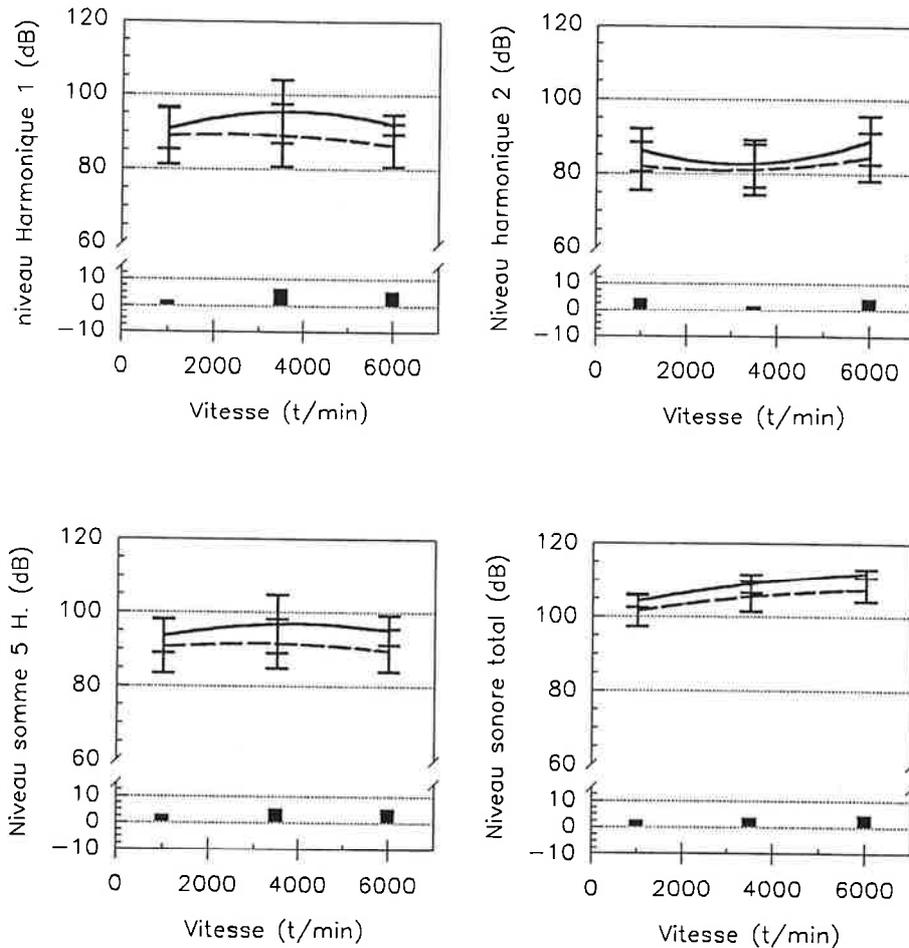 niveau Harmonique 1 (dB)
120
100
80
60
10
0
−10
0 2000 4000 6000
Vitesse (t/min)
Niveau harmonique 2 (dB)
120
100
80
60
10
0
−10
0 2000 4000 6000
Vitesse (t/min)
Niveau somme 5 H. (dB)
120
100
80
60
10
0
−10
0 2000 4000 6000
Vitesse (t/min)
Niveau sonore total (dB)
120
100
80
60
10
0
−10
0 2000 4000 6000
Vitesse (t/min)